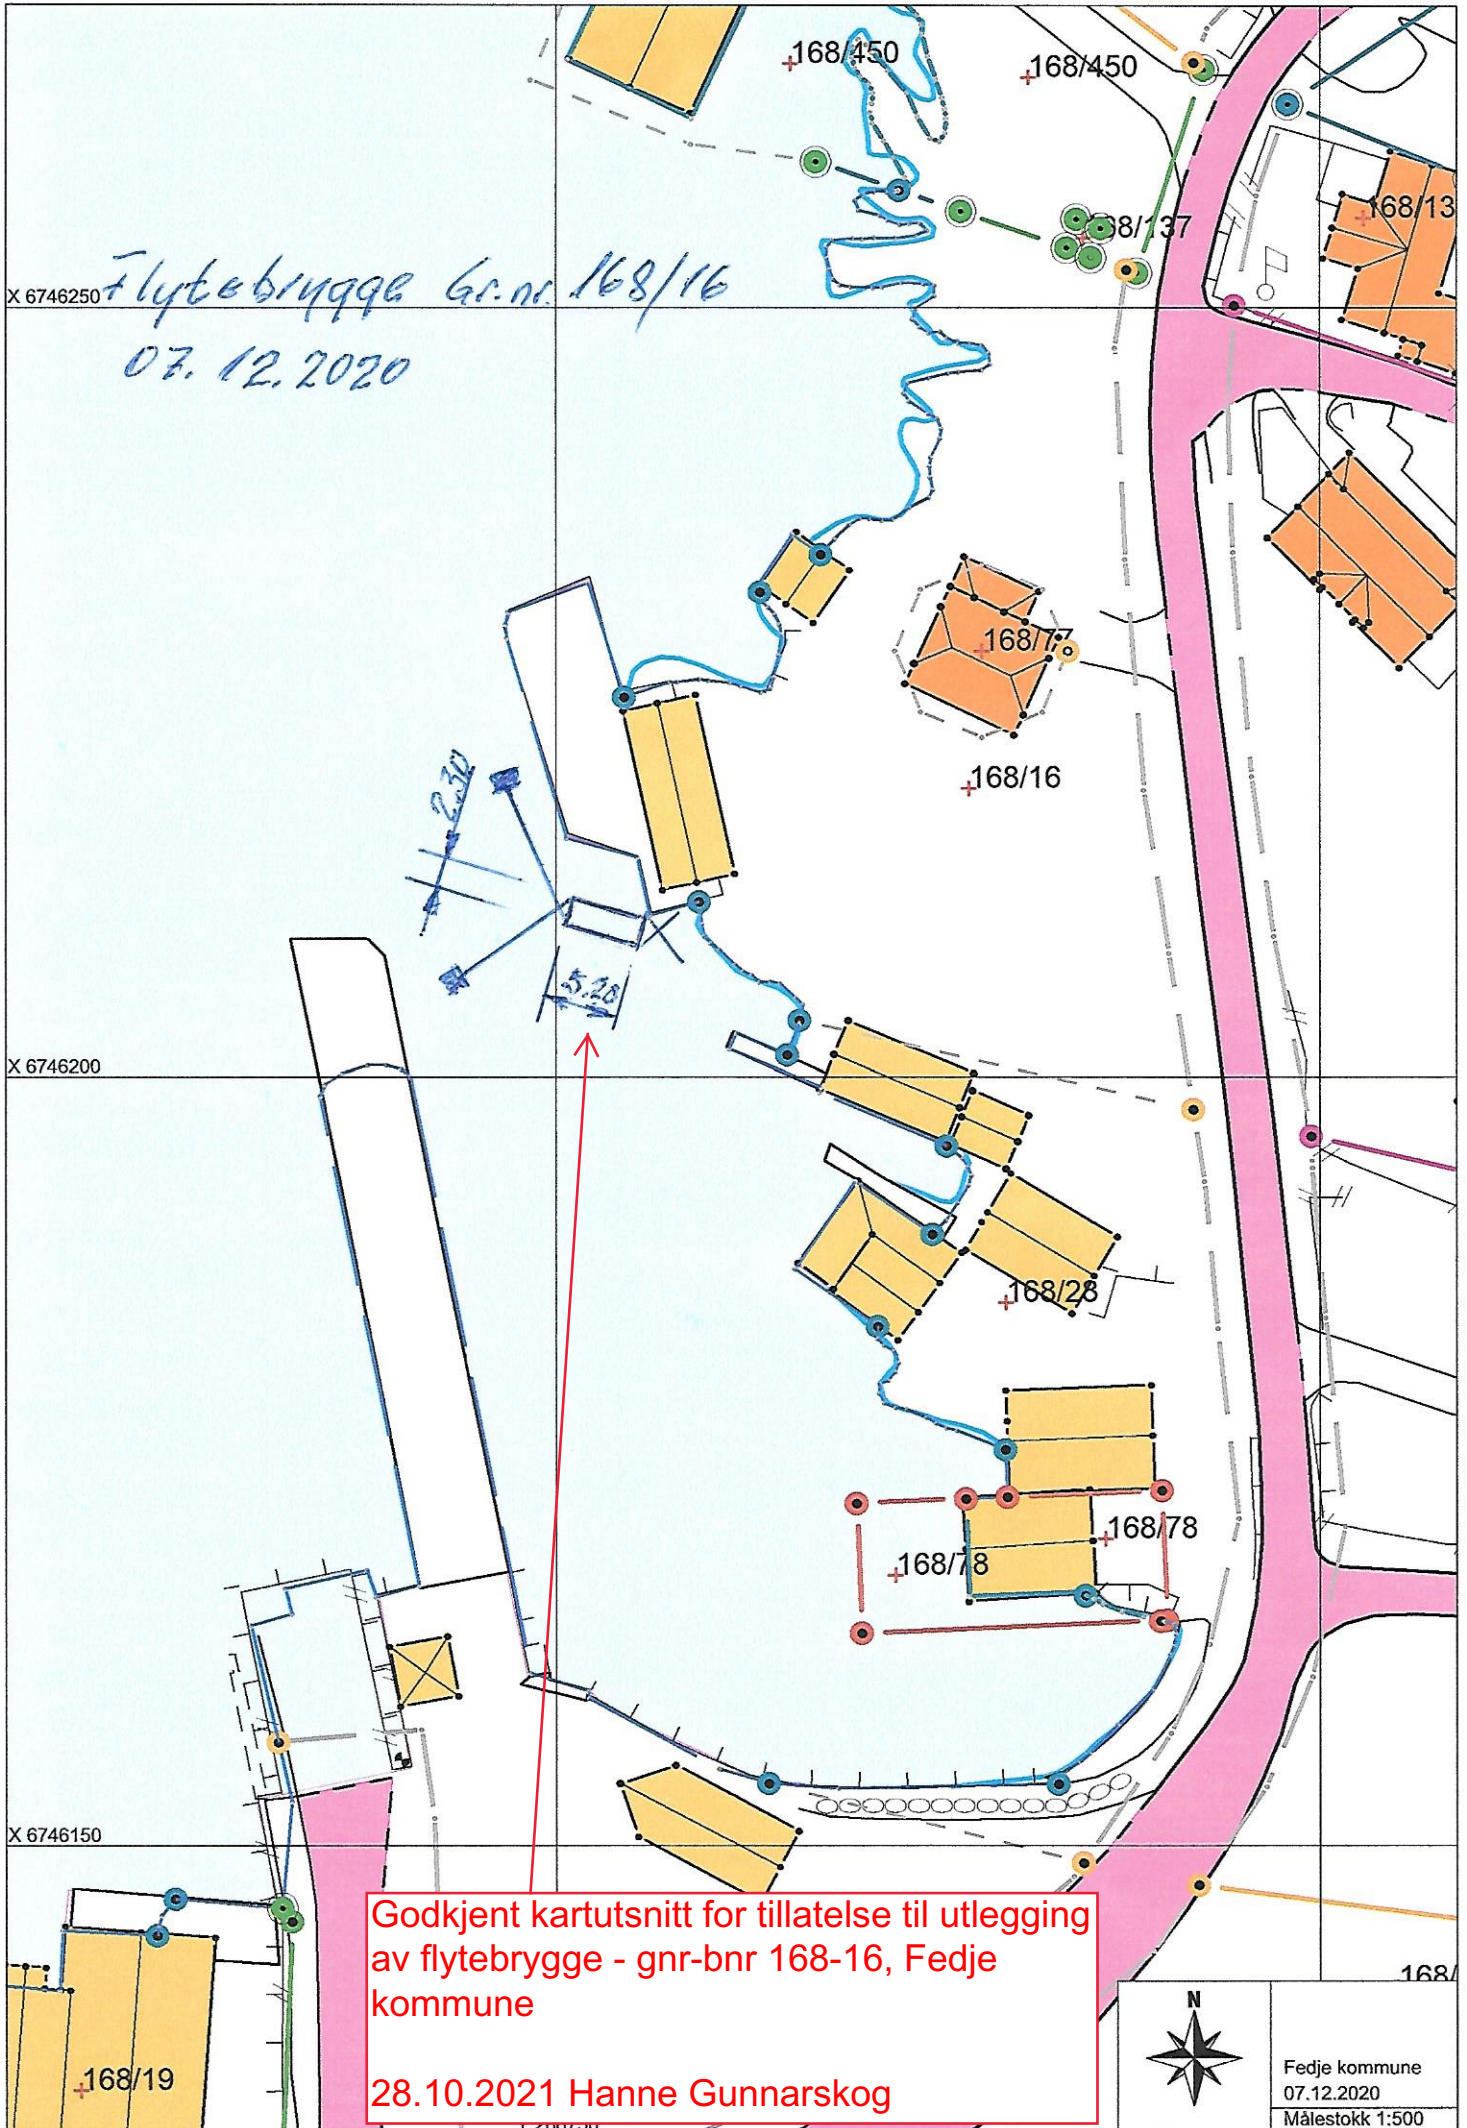 168/450
168/450
168/13
X 6746250
Flytebrygge Gr.nr. 168/16
07.12.2020
168/77
168/16
2.30
5.20
X 6746200
168/28
168/78
168/78
X 6746150
Godkjent kartutsnitt for tillatelse til utlegging
av flytebrygge - gnr-bnr 168-16, Fedje
kommune
28.10.2021 Hanne Gunnarskog
168/19
168/
N
Fedje kommune
07.12.2020
Målestokk 1:500